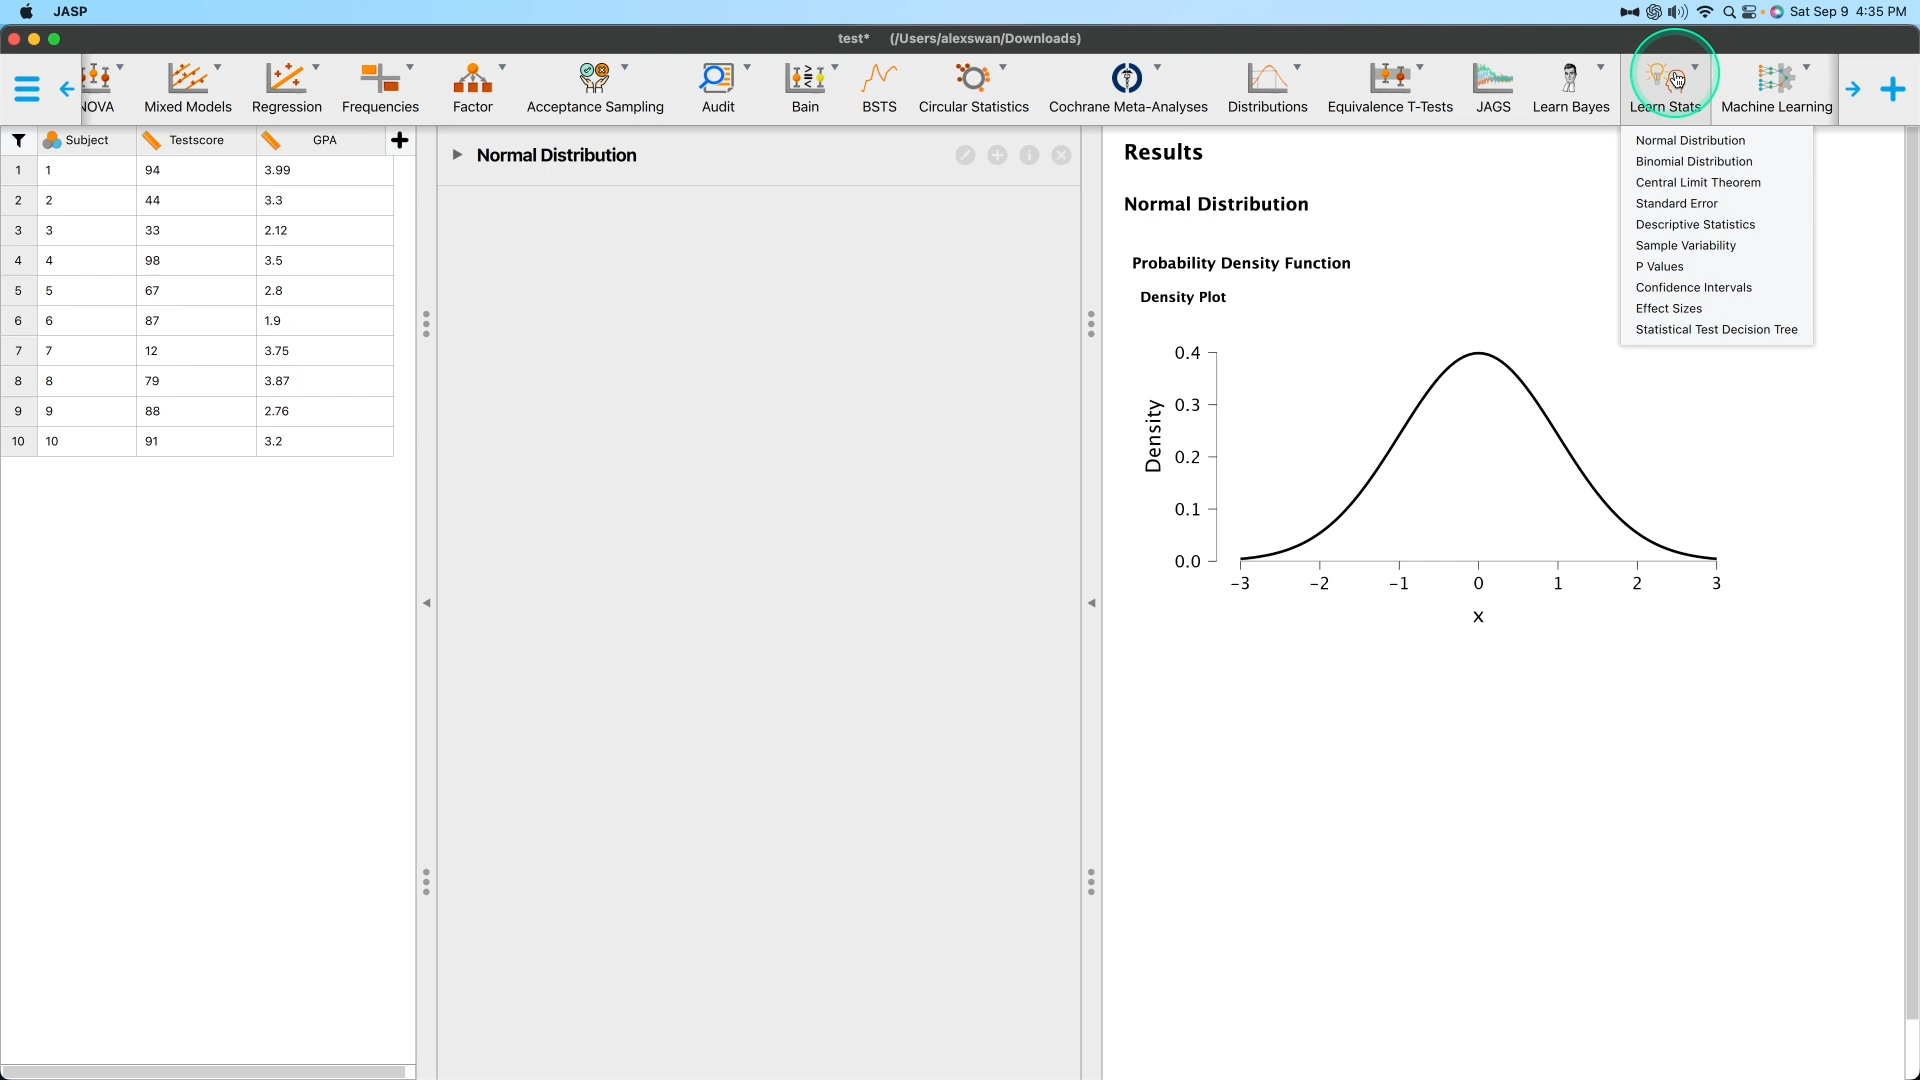 JASP
Sat Sep 9 4:35 PM
test* (/Users/alexswan/Downloads)
NOVA Mixed Models Regression Frequencies Factor Acceptance Sampling Audit Bain BSTS Circular Statistics Cochrane Meta-Analyses Distributions Equivalence T-Tests JAGS Learn Bayes Learn Stats Machine Learning
Subject Testscore GPA
1 1 94 3.99
2 2 44 3.3
3 3 33 2.12
4 4 98 3.5
5 5 67 2.8
6 6 87 1.9
7 7 12 3.75
8 8 79 3.87
9 9 88 2.76
10 10 91 3.2
Normal Distribution
Results
Normal Distribution
Probability Density Function
Density Plot
0.4
0.3
0.2
0.1
0.0
Density
-3 -2 -1 0 1 2 3
x
Normal Distribution
Binomial Distribution
Central Limit Theorem
Standard Error
Descriptive Statistics
Sample Variability
P Values
Confidence Intervals
Effect Sizes
Statistical Test Decision Tree